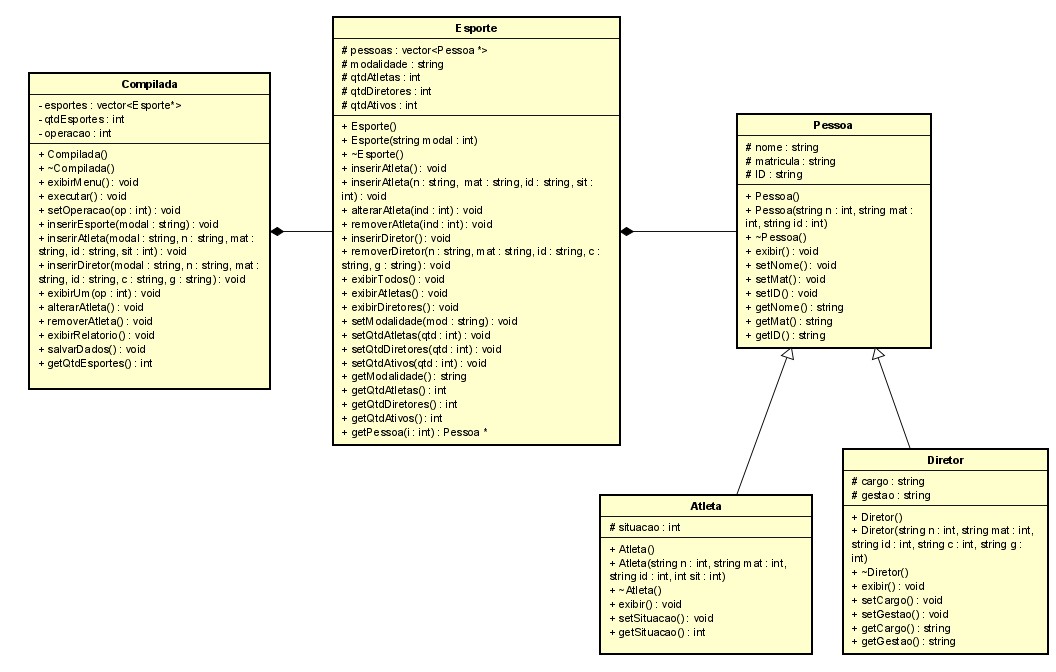 Compilada
- esportes : vector<Esporte*>
- qtdEsportes : int
- operacao : int
+ Compilada()
+ ~Compilada()
+ exibirMenu() : void
+ executar() : void
+ setOperacao(op : int) : void
+ inserirEsporte(modal : string) : void
+ inserirAtleta(modal : string, n : string, mat :
string, id : string, sit : int) : void
+ inserirDiretor(modal : string, n : string, mat :
string, id : string, c : string, g : string) : void
+ exibirUm(op : int) : void
+ alterarAtleta() : void
+ removerAtleta() : void
+ exibirRelatorio() : void
+ salvarDados() : void
+ getQtdEsportes() : int
Esporte
# pessoas : vector<Pessoa *>
# modalidade : string
# qtdAtletas : int
# qtdDiretores : int
# qtdAtivos : int
+ Esporte()
+ Esporte(string modal : int)
+ ~Esporte()
+ inserirAtleta() : void
+ inserirAtleta(n : string, mat : string, id : string, sit :
int) : void
+ alterarAtleta(ind : int) : void
+ removerAtleta(ind : int) : void
+ inserirDiretor() : void
+ removerDiretor(n : string, mat : string, id : string, c :
string, g : string) : void
+ exibirTodos() : void
+ exibirAtletas() : void
+ exibirDiretores() : void
+ setModalidade(mod : string) : void
+ setQtdAtletas(qtd : int) : void
+ setQtdDiretores(qtd : int) : void
+ setQtdAtivos(qtd : int) : void
+ getModalidade() : string
+ getQtdAtletas() : int
+ getQtdDiretores() : int
+ getQtdAtivos() : int
+ getPessoa(i : int) : Pessoa *
Pessoa
# nome : string
# matricula : string
# ID : string
+ Pessoa()
+ Pessoa(string n : int, string mat :
int, string id : int)
+ ~Pessoa()
+ exibir() : void
+ setNome() : void
+ setMat() : void
+ setID() : void
+ getNome() : string
+ getMat() : string
+ getID() : string
Atleta
# situacao : int
+ Atleta()
+ Atleta(string n : int, string mat : int,
string id : int, int sit : int)
+ ~Atleta()
+ exibir() : void
+ setSituacao() : void
+ getSituacao() : int
Diretor
# cargo : string
# gestao : string
+ Diretor()
+ Diretor(string n : int, string mat : int,
string id : int, string c : int, string g :
int)
+ ~Diretor()
+ exibir() : void
+ setCargo() : void
+ setGestao() : void
+ getCargo() : string
+ getGestao() : string